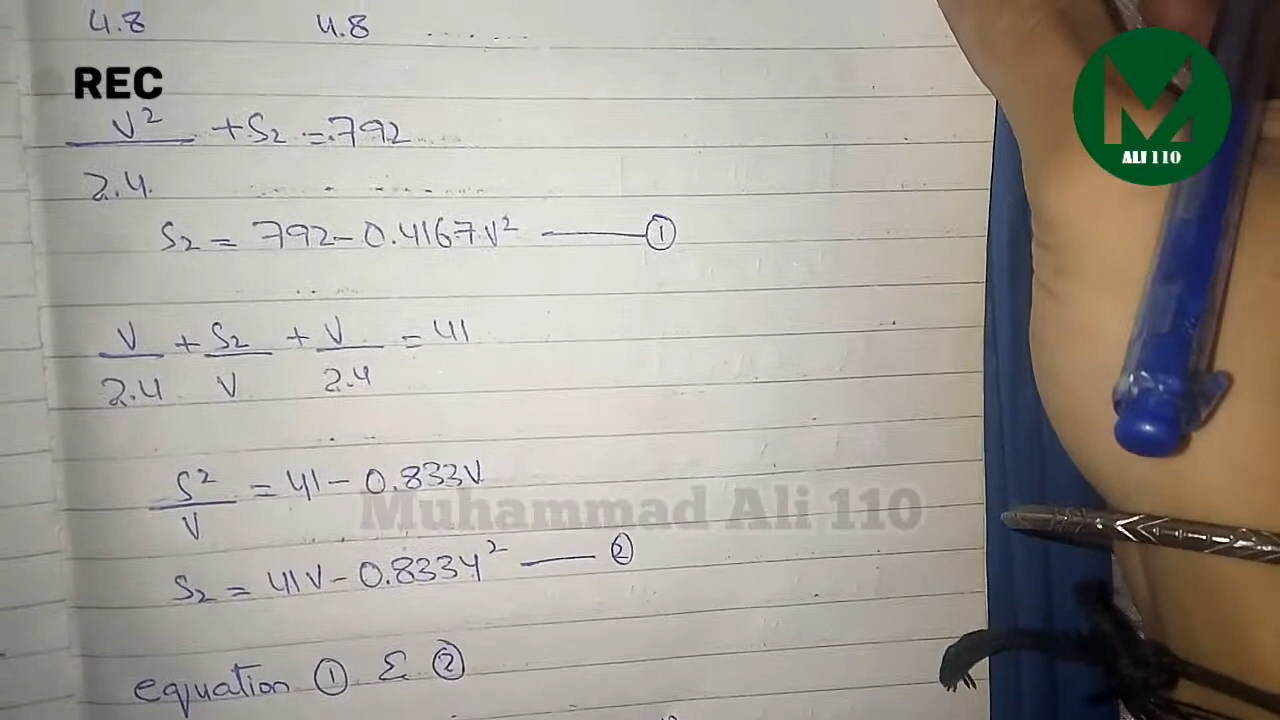 4.8 4.8
REC
V² + S₂ = 792
2.4
S₂ = 792 - 0.4167V² ——— ①
V + S₂ + V = 41
2.4 V 2.4
S² = 41 - 0.833V
V
S₂ = 41V - 0.833V² —— ②
equation ① & ②
M
ALI 110
Muhammad Ali 110